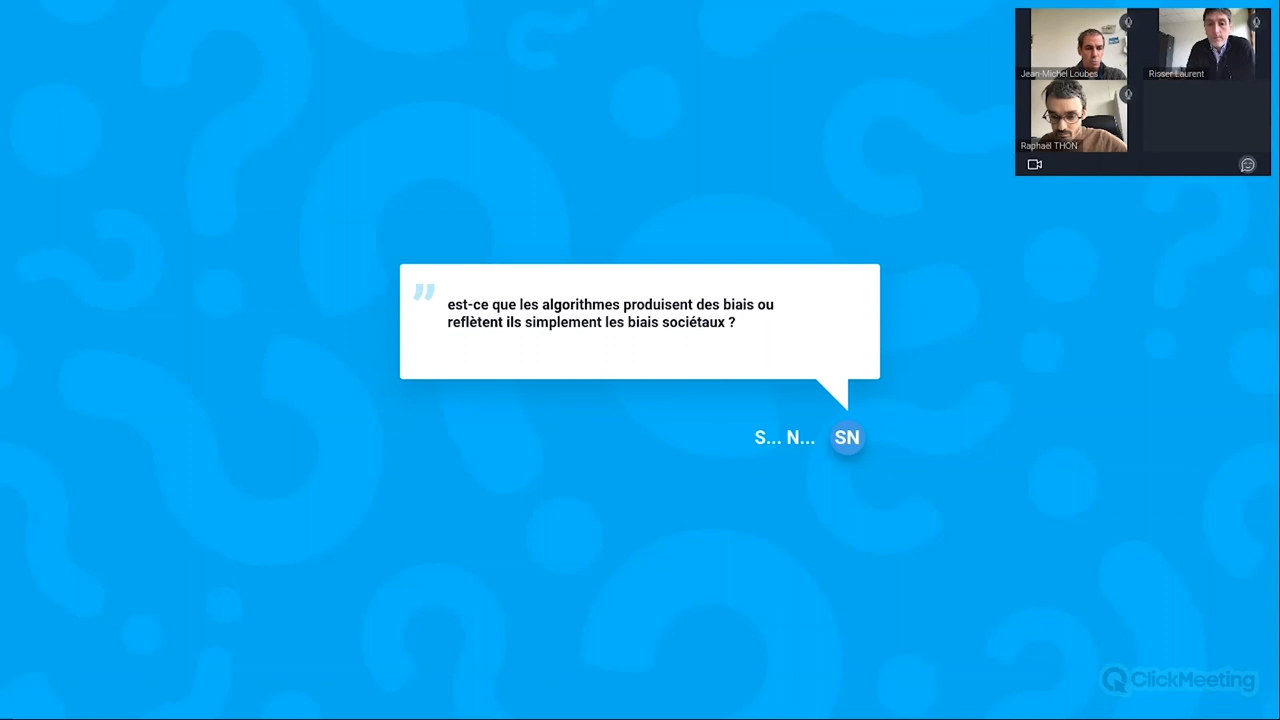 Jean-Michel Loubes
Risser Laurent
Raphaël THON
est-ce que les algorithmes produisent des biais ou
reflètent ils simplement les biais sociétaux ?
S... N...
SN
ClickMeeting